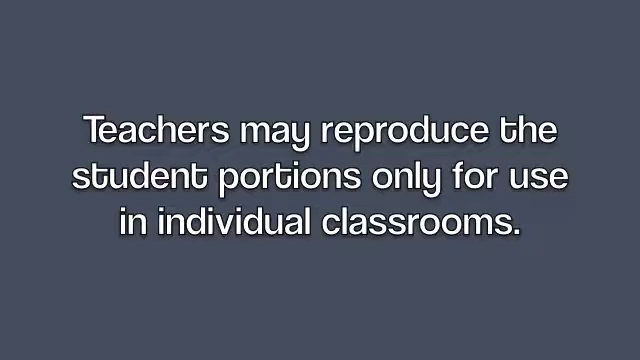 Teachers may reproduce the
student portions only for use
in individual classrooms.